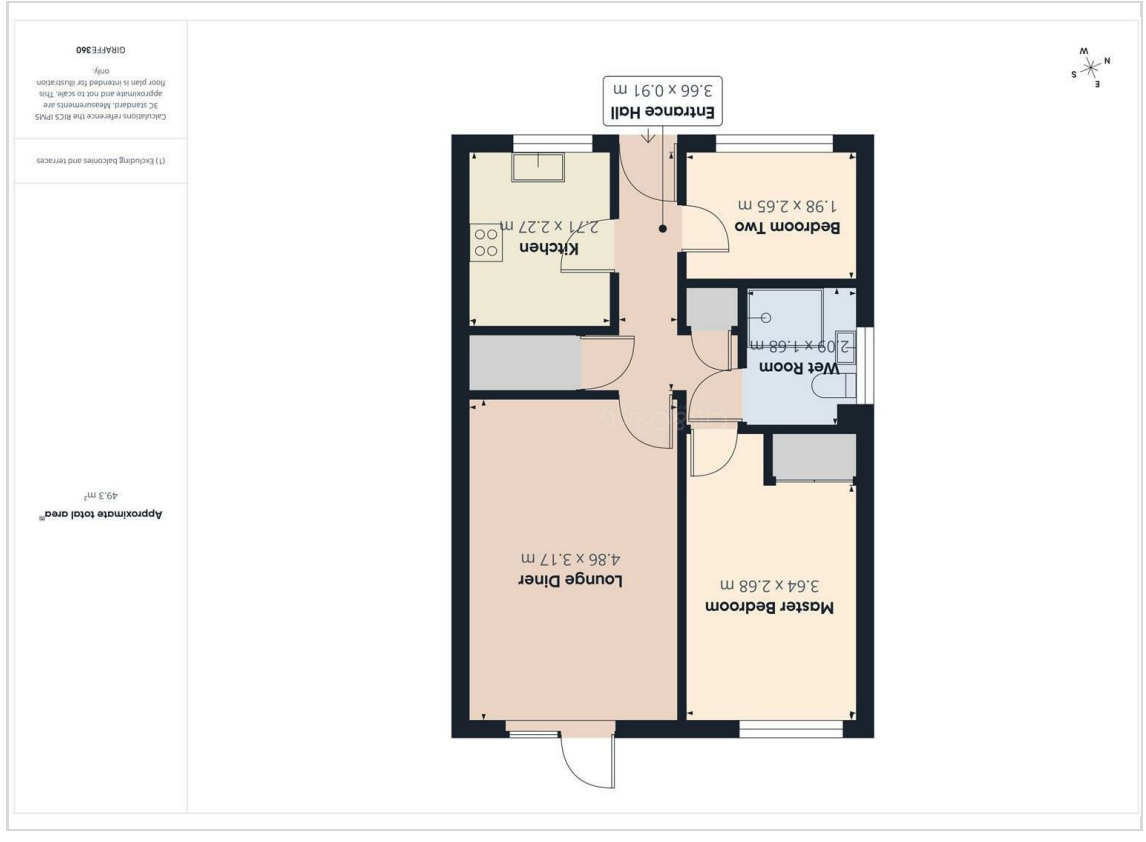 Master Bedroom
3.64 x 2.68 m
Lounge Diner
4.86 x 3.17 m
Wet Room
2.09 x 1.68 m
Kitchen
2.71 x 2.27 m
Bedroom Two
1.98 x 2.65 m
Entrance Hall
3.66 x 0.91 m
E
S
N
W
Approximate total area⁽¹⁾
49.3 m²
(1) Excluding balconies and terraces
Calculations reference the RICS IPMS
3C standard. Measurements are
approximate and not to scale. This
floor plan is intended for illustration
only.
GIRAFFE360